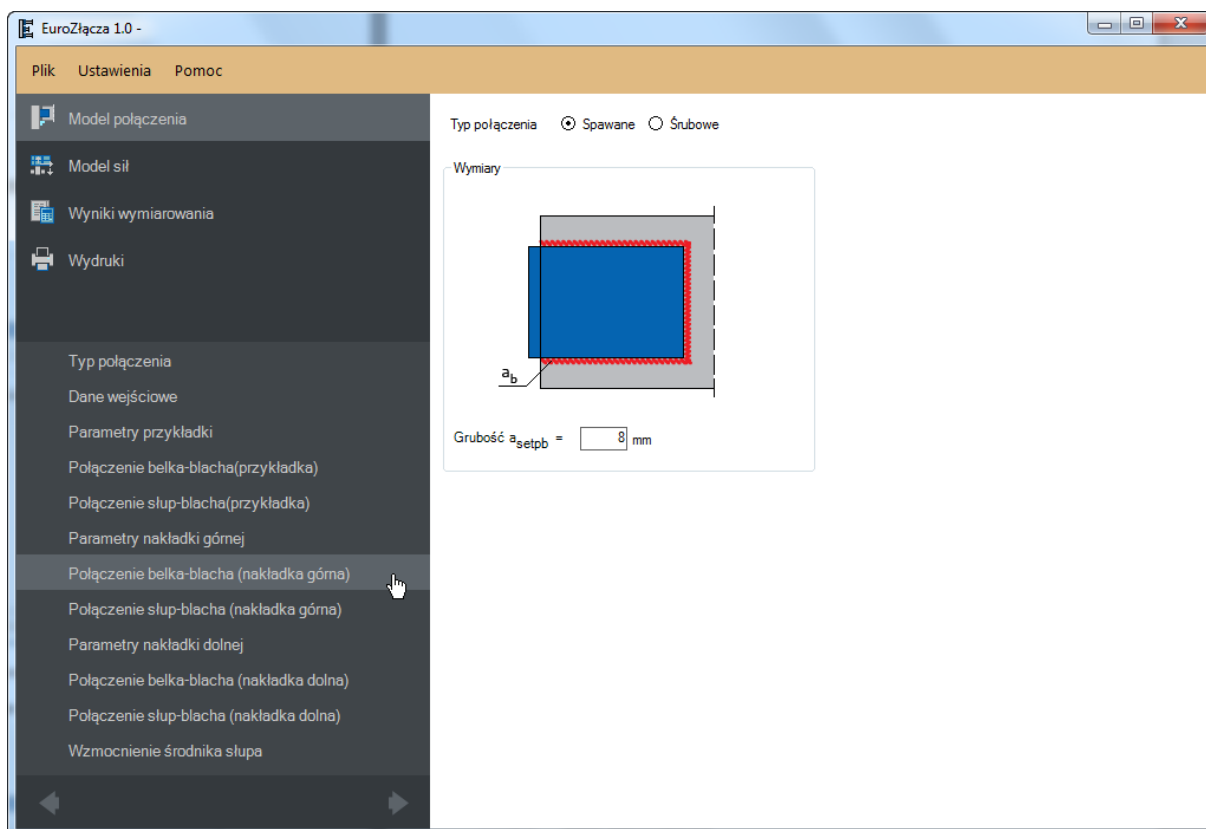 EuroZłącza 1.0 -
Plik Ustawienia Pomoc
Model połączenia
Model sił
Wyniki wymiarowania
Wydruki
Typ połączenia
Dane wejściowe
Parametry przykładki
Połączenie belka-blacha(przykładka)
Połączenie słup-blacha(przykładka)
Parametry nakładki górnej
Połączenie belka-blacha (nakładka górna)
Połączenie słup-blacha (nakładka górna)
Parametry nakładki dolnej
Połączenie belka-blacha (nakładka dolna)
Połączenie słup-blacha (nakładka dolna)
Wzmocnienie środnika słupa
Typ połączenia Spawane Śrubowe
Wymiary
ab
Grubość asetpb = 8 mm